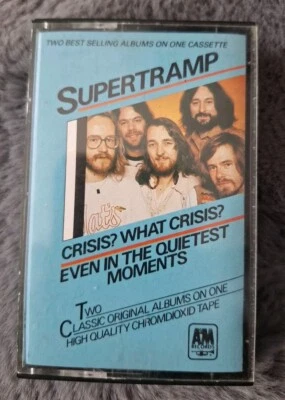 TWO BEST SELLING ALBUMS ON ONE CASSETTE
SUPERTRAMP
CRISIS? WHAT CRISIS?
EVEN IN THE QUIETEST
MOMENTS
TWO
CLASSIC ORIGINAL ALBUMS ON ONE
HIGH QUALITY CHROMDIOXID TAPE
A&M
RECORDS